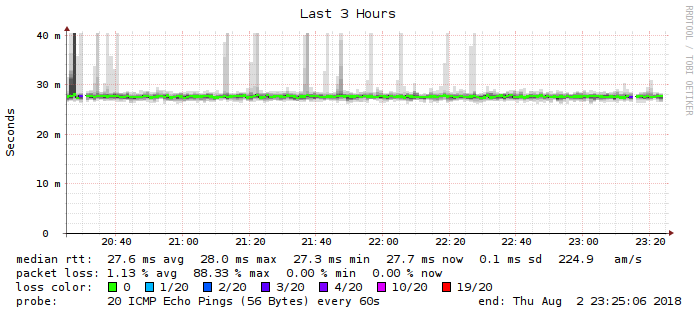 Last 3 Hours
RRDTOOL / TOBI OETIKER
Seconds
40 m
30 m
20 m
10 m
0
20:40 21:00 21:20 21:40 22:00 22:20 22:40 23:00 23:20
median rtt: 27.6 ms avg 28.0 ms max 27.3 ms min 27.7 ms now 0.1 ms sd 224.9 am/s
packet loss: 1.13 % avg 88.33 % max 0.00 % min 0.00 % now
loss color: 0 1/20 2/20 3/20 4/20 10/20 19/20
probe: 20 ICMP Echo Pings (56 Bytes) every 60s end: Thu Aug 2 23:25:06 2018